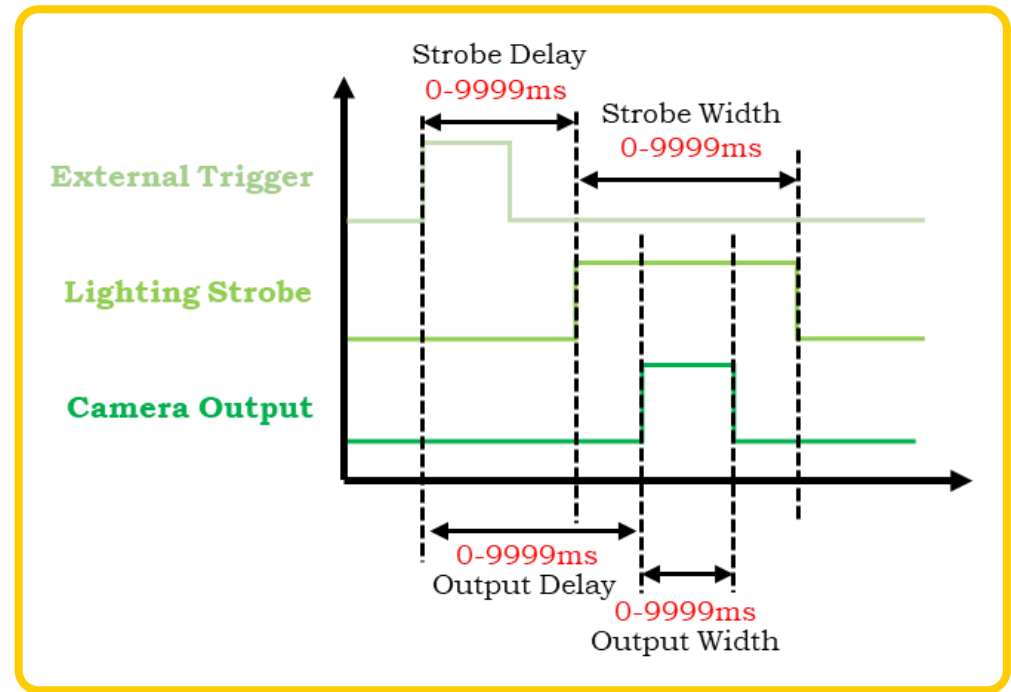 Strobe Delay
0-9999ms
Strobe Width
0-9999ms
External Trigger
Lighting Strobe
Camera Output
0-9999ms
Output Delay
0-9999ms
Output Width